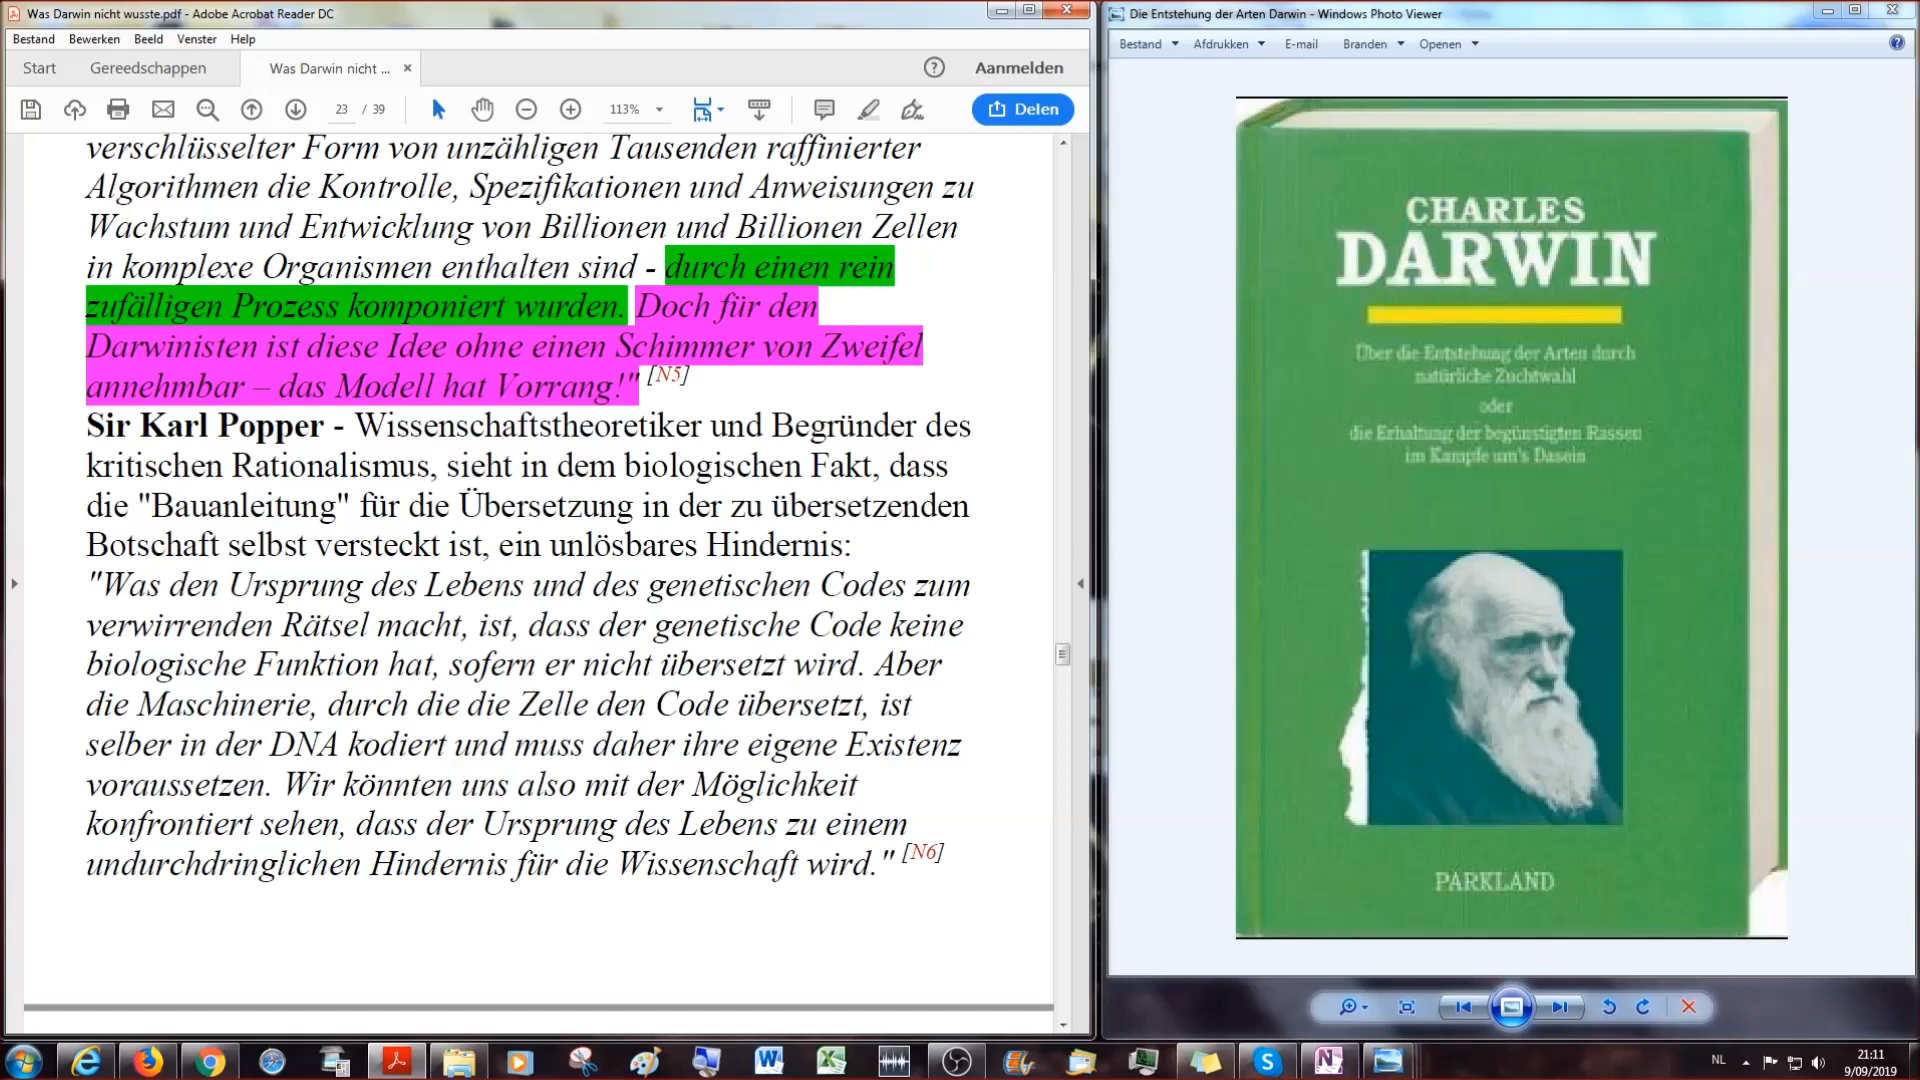 Was Darwin nicht wusste.pdf - Adobe Acrobat Reader DC
Bestand Bewerken Beeld Venster Help
Start Gereedschappen Was Darwin nicht ... × Aanmelden
23 / 39 113% Delen
verschlüsselter Form von unzähligen Tausenden raffinierter
Algorithmen die Kontrolle, Spezifikationen und Anweisungen zu
Wachstum und Entwicklung von Billionen und Billionen Zellen
in komplexe Organismen enthalten sind - durch einen rein
zufälligen Prozess komponiert wurden. Doch für den
Darwinisten ist diese Idee ohne einen Schimmer von Zweifel
annehmbar – das Modell hat Vorrang!" [N5]
Sir Karl Popper - Wissenschaftstheoretiker und Begründer des
kritischen Rationalismus, sieht in dem biologischen Fakt, dass
die "Bauanleitung" für die Übersetzung in der zu übersetzenden
Botschaft selbst versteckt ist, ein unlösbares Hindernis:
"Was den Ursprung des Lebens und des genetischen Codes zum
verwirrenden Rätsel macht, ist, dass der genetische Code keine
biologische Funktion hat, sofern er nicht übersetzt wird. Aber
die Maschinerie, durch die die Zelle den Code übersetzt, ist
selber in der DNA kodiert und muss daher ihre eigene Existenz
voraussetzen. Wir könnten uns also mit der Möglichkeit
konfrontiert sehen, dass der Ursprung des Lebens zu einem
undurchdringlichen Hindernis für die Wissenschaft wird." [N6]
Die Entstehung der Arten Darwin - Windows Photo Viewer
Bestand Afdrukken E-mail Branden Openen
CHARLES
DARWIN
Über die Entstehung der Arten durch
natürliche Zuchtwahl
oder
die Erhaltung der begünstigten Rassen
im Kampfe um's Dasein
PARKLAND
NL
21:11
9/09/2019